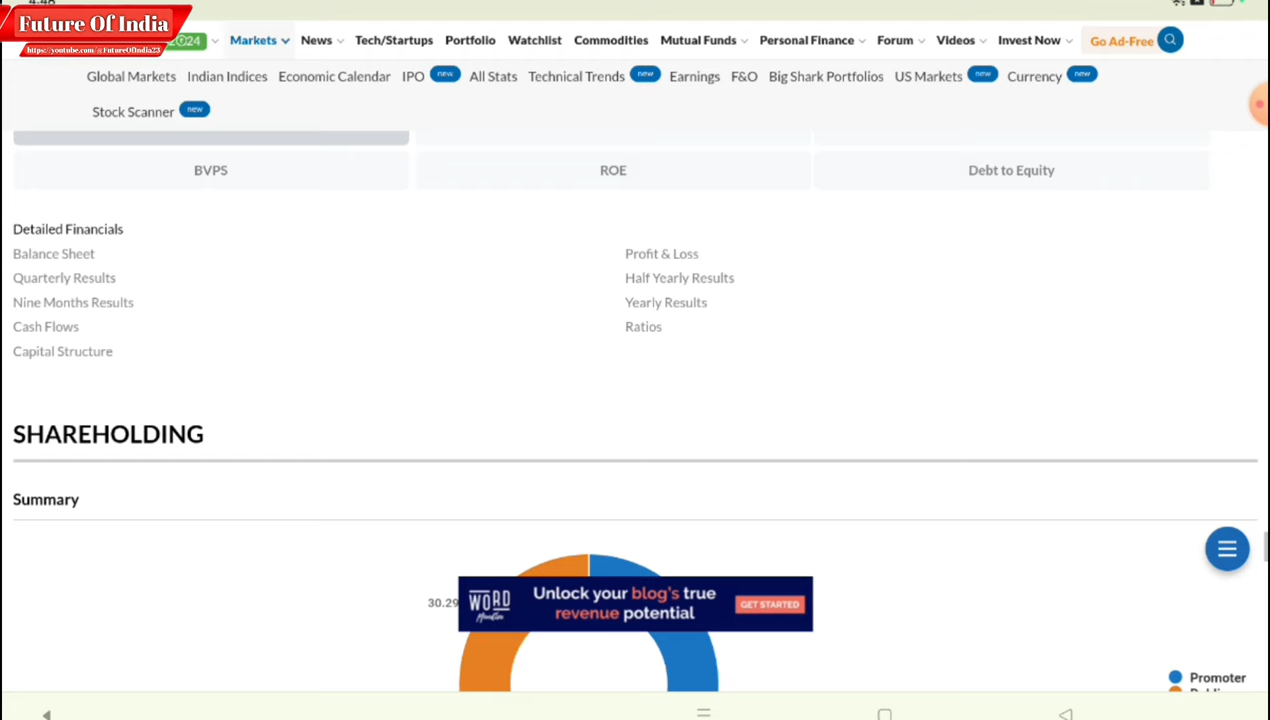 4:48
Future Of India
https://youtube.com/@FutureOfIndia23
24 Markets News Tech/Startups Portfolio Watchlist Commodities Mutual Funds Personal Finance Forum Videos Invest Now Go Ad-Free
Global Markets Indian Indices Economic Calendar IPO new All Stats Technical Trends new Earnings F&O Big Shark Portfolios US Markets new Currency new
Stock Scanner new
BVPS ROE Debt to Equity
Detailed Financials
Balance Sheet Profit & Loss
Quarterly Results Half Yearly Results
Nine Months Results Yearly Results
Cash Flows Ratios
Capital Structure
SHAREHOLDING
Summary
30.29
WORD
Unlock your blog's true
revenue potential
GET STARTED
Promoter